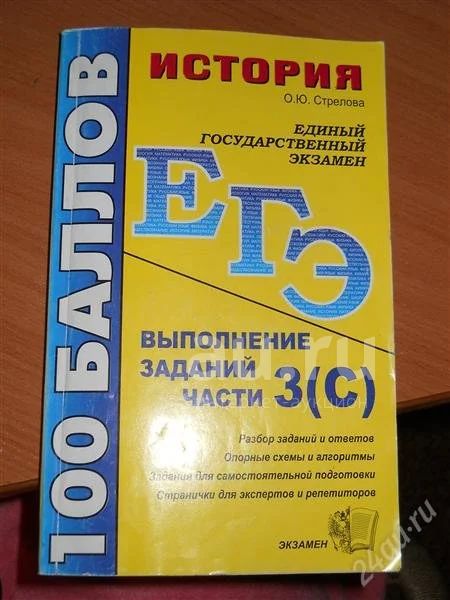 100 БАЛЛОВ
ИСТОРИЯ
О.Ю. Стрелова
ЕДИНЫЙ
ГОСУДАРСТВЕННЫЙ
ЭКЗАМЕН
ЕГЭ
ВЫПОЛНЕНИЕ
ЗАДАНИЙ
ЧАСТИ 3(С)
Разбор заданий и ответов
Опорные схемы и алгоритмы
Задания для самостоятельной подготовки
Странички для экспертов и репетиторов
ЭКЗАМЕН
24au.ru